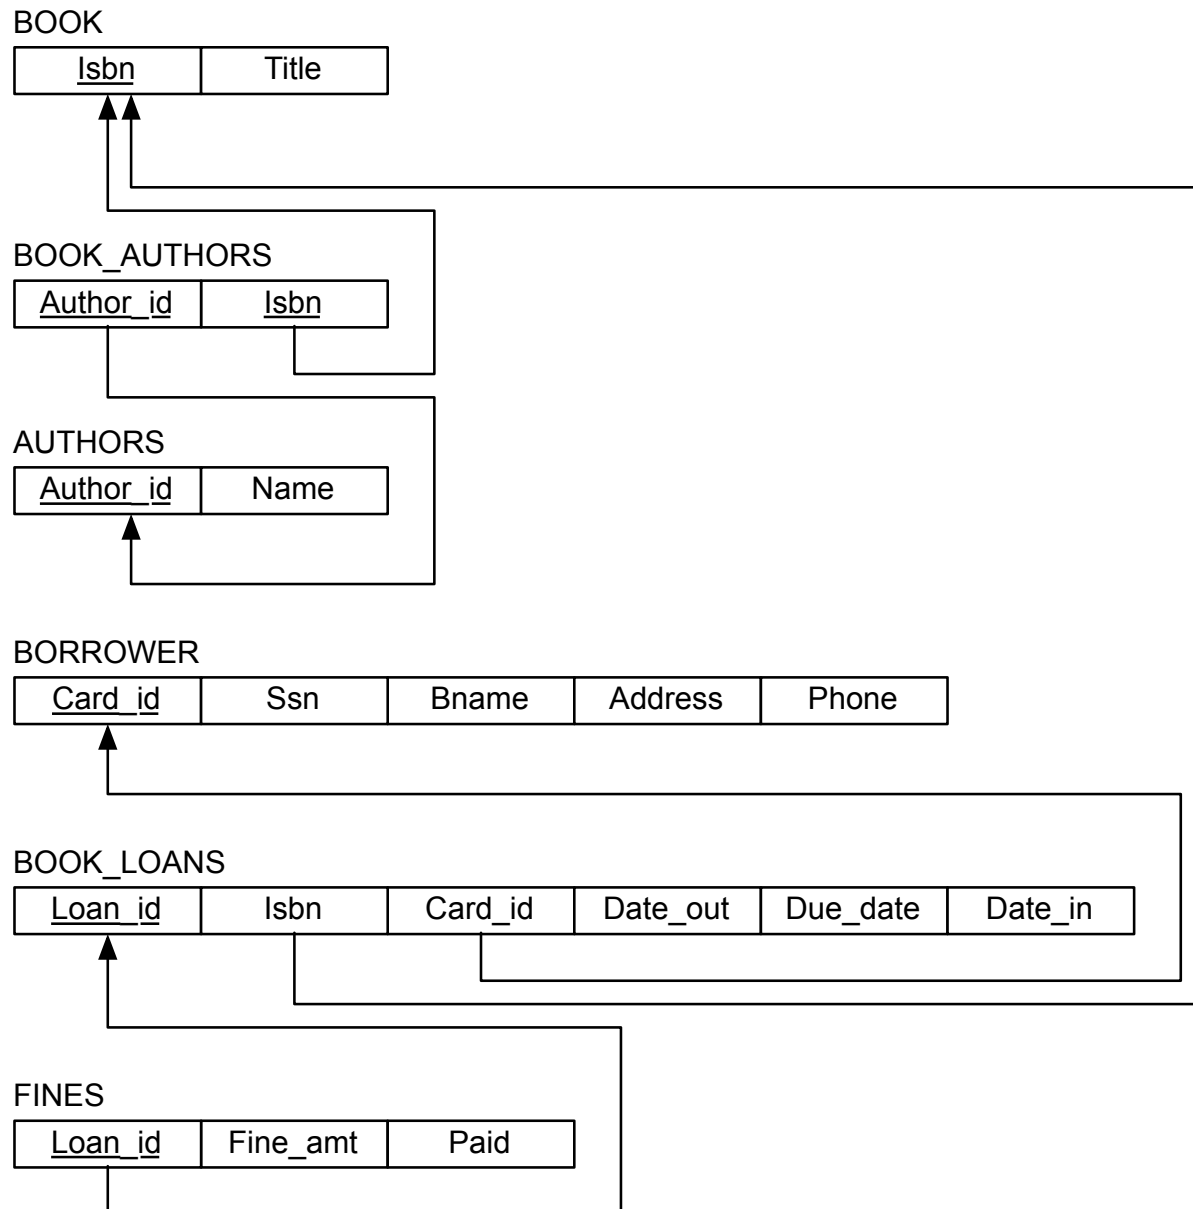 BOOK
Isbn Title
BOOK_AUTHORS
Author_id Isbn
AUTHORS
Author_id Name
BORROWER
Card_id Ssn Bname Address Phone
BOOK_LOANS
Loan_id Isbn Card_id Date_out Due_date Date_in
FINES
Loan_id Fine_amt Paid